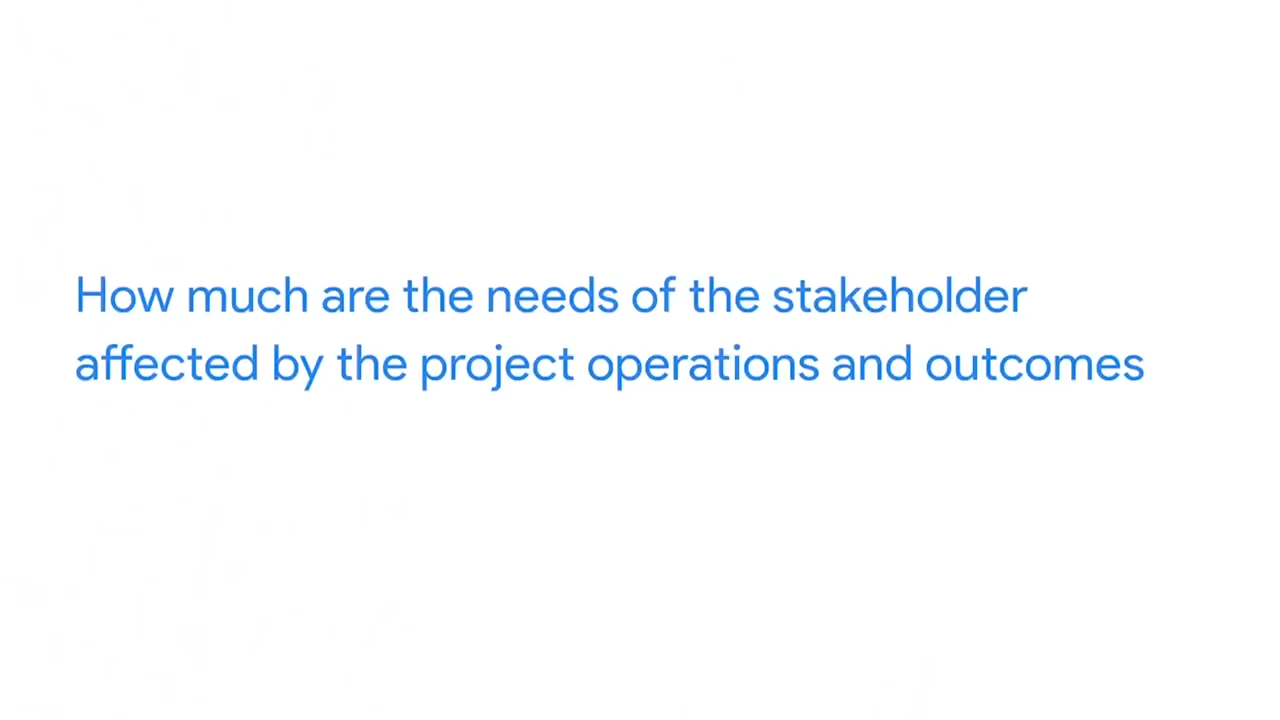 How much are the needs of the stakeholder
affected by the project operations and outcomes